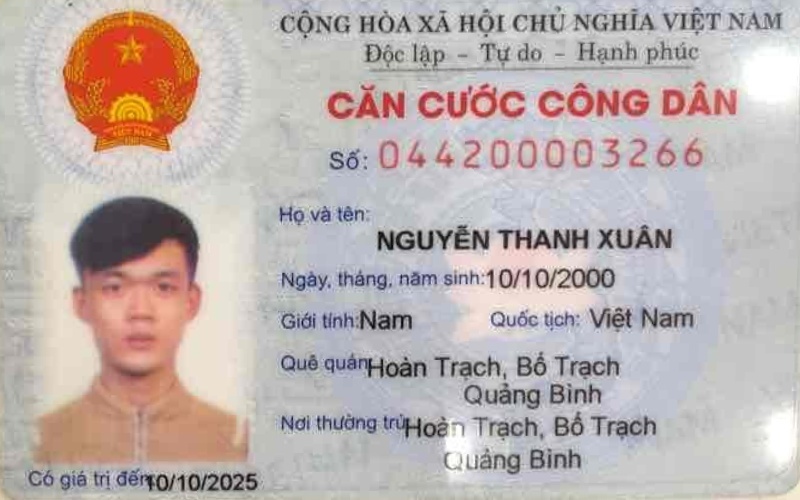 CỘNG HÒA XÃ HỘI CHỦ NGHĨA VIỆT NAM
Độc lập - Tự do - Hạnh phúc
CĂN CƯỚC CÔNG DÂN
Số: 044200003266
Họ và tên:
NGUYỄN THANH XUÂN
Ngày, tháng, năm sinh:10/10/2000
Giới tính:Nam Quốc tịch: Việt Nam
Quê quán Hoàn Trạch, Bố Trạch
Quảng Bình
Nơi thường trú Hoàn Trạch, Bố Trạch
Quảng Bình
Có giá trị đến 10/10/2025
VIỆT NAM